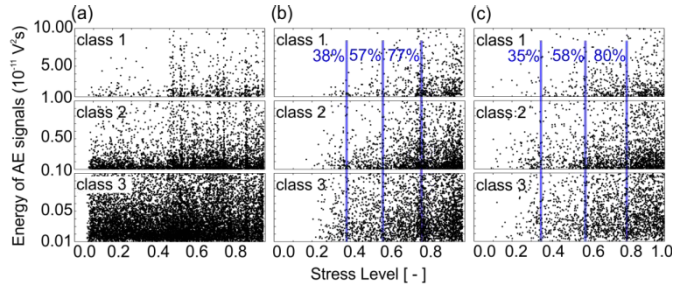 (a) (b) (c)
10.00 class 1 class 1 class 1
5.00 38% 57% 77% 35% 58% 80%
1.00
class 2 class 2 class 2
0.50
0.10
class 3 class 3 class 3
0.05
0.01
0.0 0.2 0.4 0.6 0.8 0.0 0.2 0.4 0.6 0.8 0.0 0.2 0.4 0.6 0.8 1.0
Stress Level [ - ]
Energy of AE signals (10⁻¹¹ V²s)